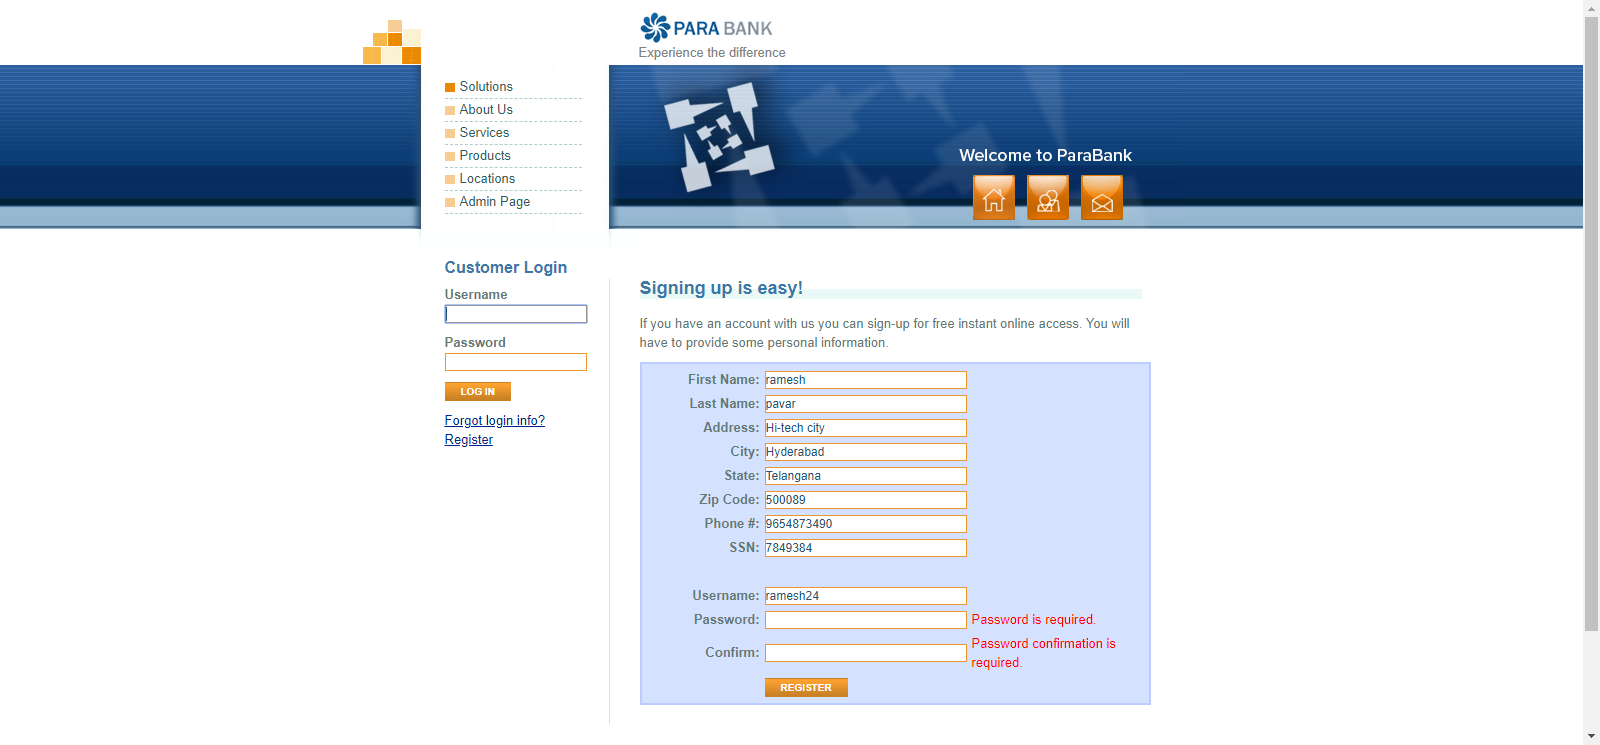 PARA BANK
Experience the difference
Solutions
About Us
Services
Products
Locations
Admin Page
Welcome to ParaBank
Customer Login
Username
Password
LOG IN
Forgot login info?
Register
Signing up is easy!
If you have an account with us you can sign-up for free instant online access. You will
have to provide some personal information.
First Name: ramesh
Last Name: pavar
Address: Hi-tech city
City: Hyderabad
State: Telangana
Zip Code: 500089
Phone #: 9654873490
SSN: 7849384
Username: ramesh24
Password: Password is required.
Confirm: Password confirmation is
required.
REGISTER